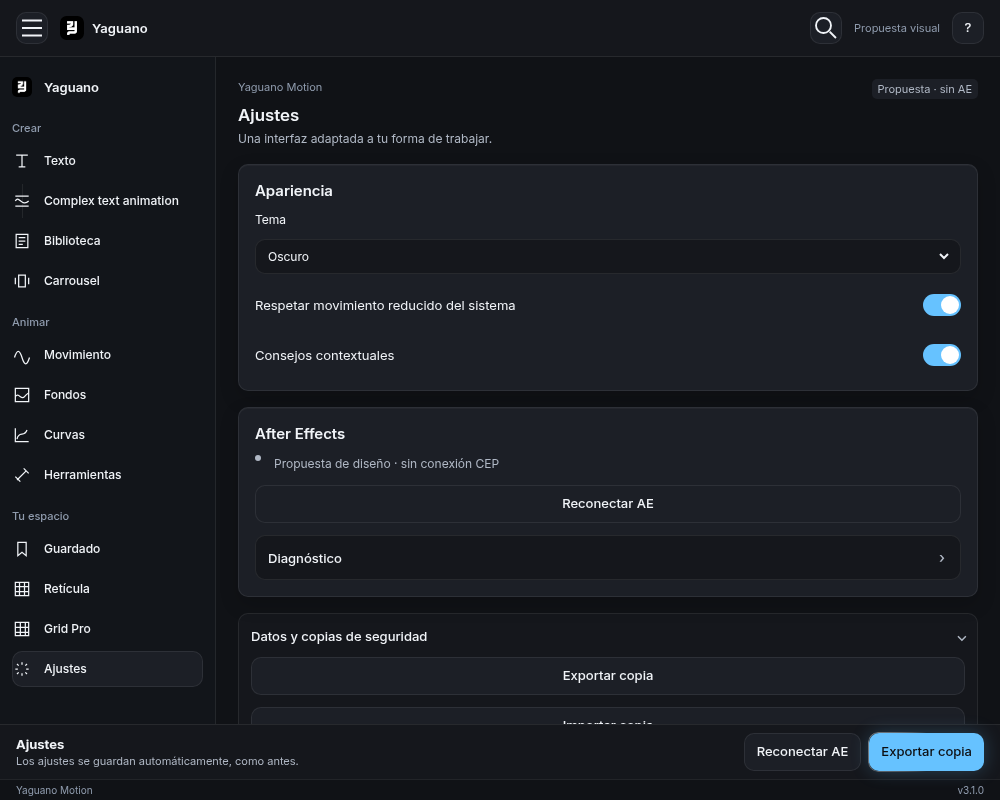 Yaguano
Propuesta visual
?
Yaguano
Crear
Texto
Complex text animation
Biblioteca
Carrousel
Animar
Movimiento
Fondos
Curvas
Herramientas
Tu espacio
Guardado
Retícula
Grid Pro
Ajustes
Yaguano Motion
Propuesta · sin AE
Ajustes
Una interfaz adaptada a tu forma de trabajar.
Apariencia
Tema
Oscuro
Respetar movimiento reducido del sistema
Consejos contextuales
After Effects
Propuesta de diseño · sin conexión CEP
Reconectar AE
Diagnóstico
Datos y copias de seguridad
Exportar copia
Importar copia
Ajustes
Los ajustes se guardan automáticamente, como antes.
Reconectar AE
Exportar copia
Yaguano Motion
v3.1.0